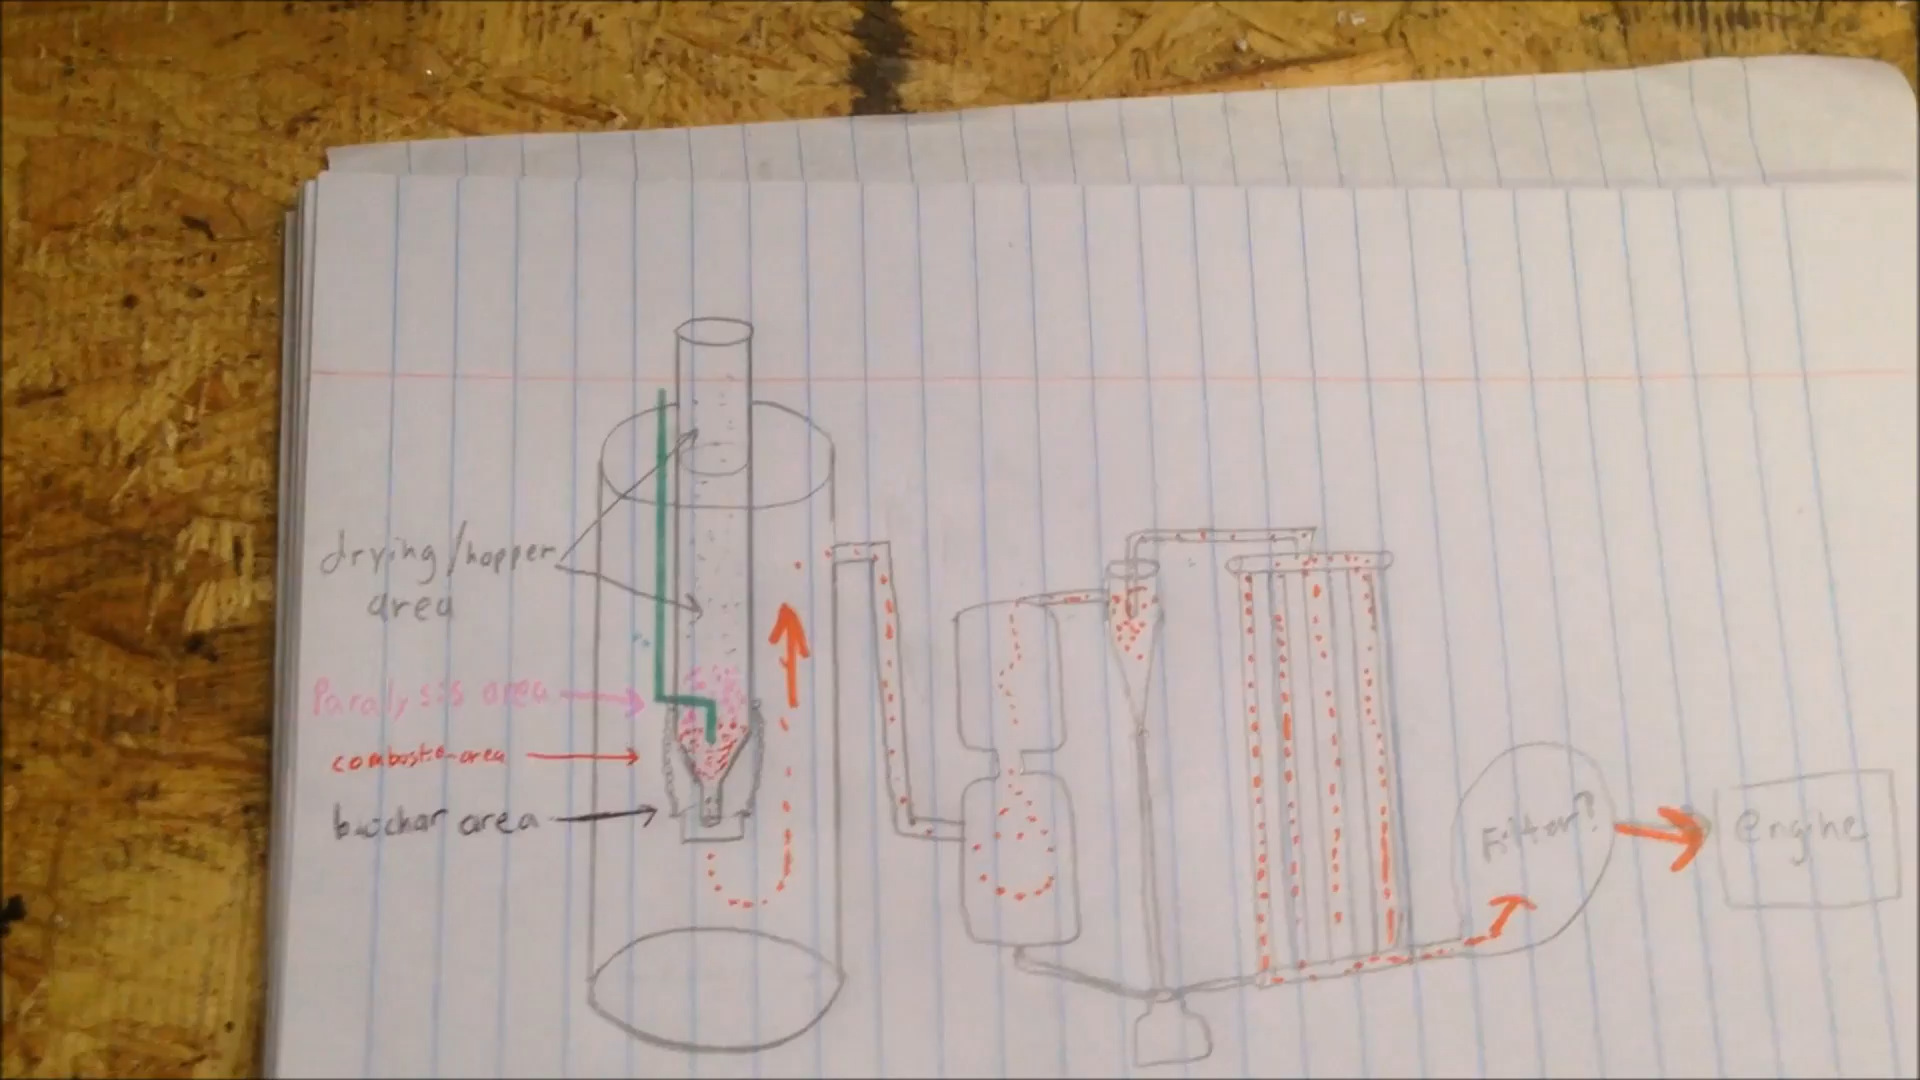 drying/hopper
area
Paralysis area
combustion area
biochar area
Filter?
engine